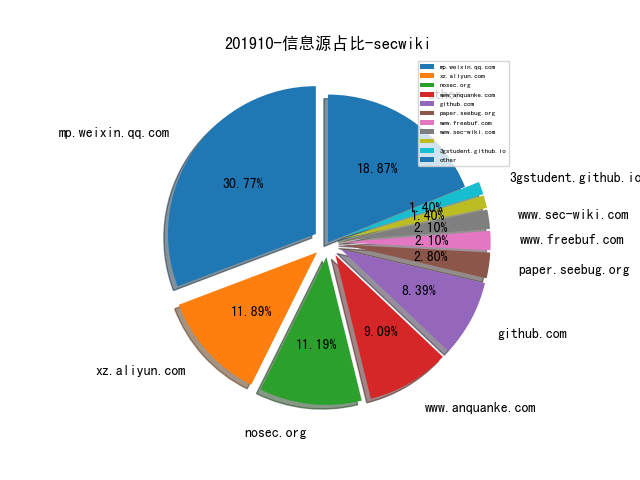 201910-信息源占比-secwiki
mp.weixin.qq.com
xz.aliyun.com
nosec.org
www.anquanke.com
github.com
paper.seebug.org
www.freebuf.com
www.sec-wiki.com
3gstudent.github.io
other
other
mp.weixin.qq.com
30.77%
18.87%
3gstudent.github.io
1.40%
1.40%
www.sec-wiki.com
2.10%
www.freebuf.com
2.10%
paper.seebug.org
2.80%
8.39%
github.com
11.89%
xz.aliyun.com
9.09%
www.anquanke.com
11.19%
nosec.org